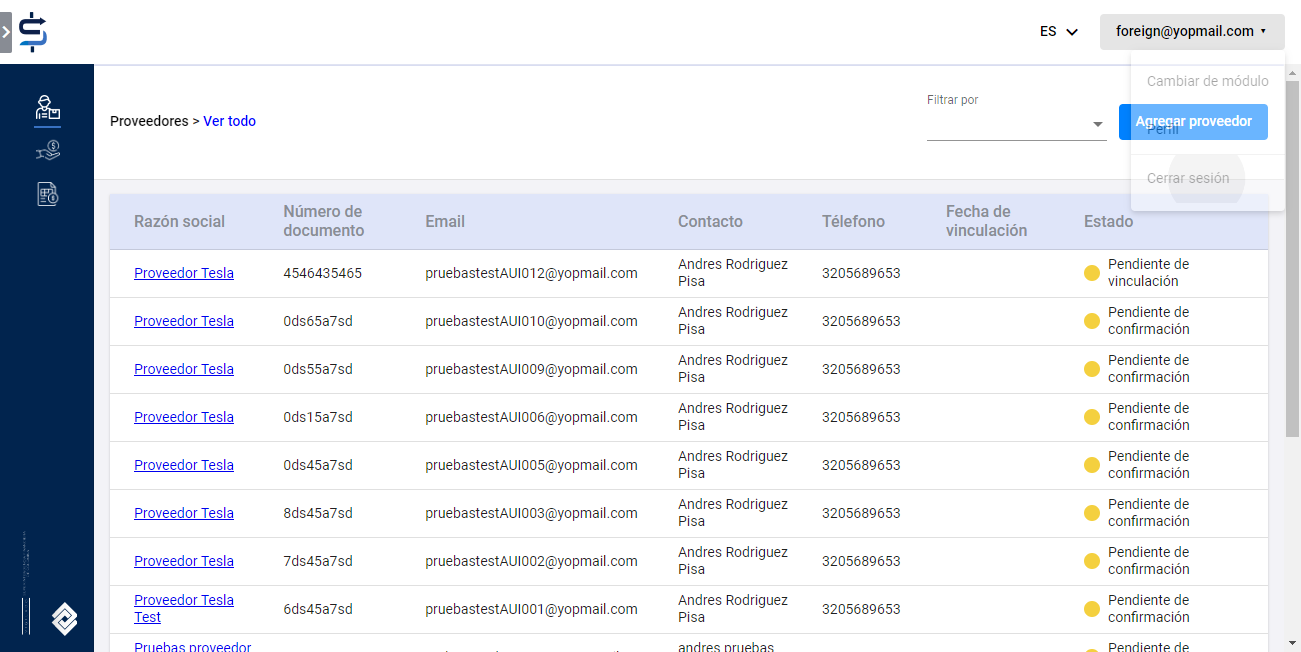 ES
foreign@yopmail.com
Cambiar de módulo
Perfil
Cerrar sesión
Proveedores > Ver todo
Filtrar por
Agregar proveedor
Razón social Número de documento Email Contacto Télefono Fecha de vinculación Estado
Proveedor Tesla 4546435465 pruebastestAUI012@yopmail.com Andres Rodriguez Pisa 3205689653 Pendiente de vinculación
Proveedor Tesla 0ds65a7sd pruebastestAUI010@yopmail.com Andres Rodriguez Pisa 3205689653 Pendiente de confirmación
Proveedor Tesla 0ds55a7sd pruebastestAUI009@yopmail.com Andres Rodriguez Pisa 3205689653 Pendiente de confirmación
Proveedor Tesla 0ds15a7sd pruebastestAUI006@yopmail.com Andres Rodriguez Pisa 3205689653 Pendiente de confirmación
Proveedor Tesla 0ds45a7sd pruebastestAUI005@yopmail.com Andres Rodriguez Pisa 3205689653 Pendiente de confirmación
Proveedor Tesla 8ds45a7sd pruebastestAUI003@yopmail.com Andres Rodriguez Pisa 3205689653 Pendiente de confirmación
Proveedor Tesla 7ds45a7sd pruebastestAUI002@yopmail.com Andres Rodriguez Pisa 3205689653 Pendiente de confirmación
Proveedor Tesla Test 6ds45a7sd pruebastestAUI001@yopmail.com Andres Rodriguez Pisa 3205689653 Pendiente de confirmación
Pruebas proveedor andres pruebas Pendiente de